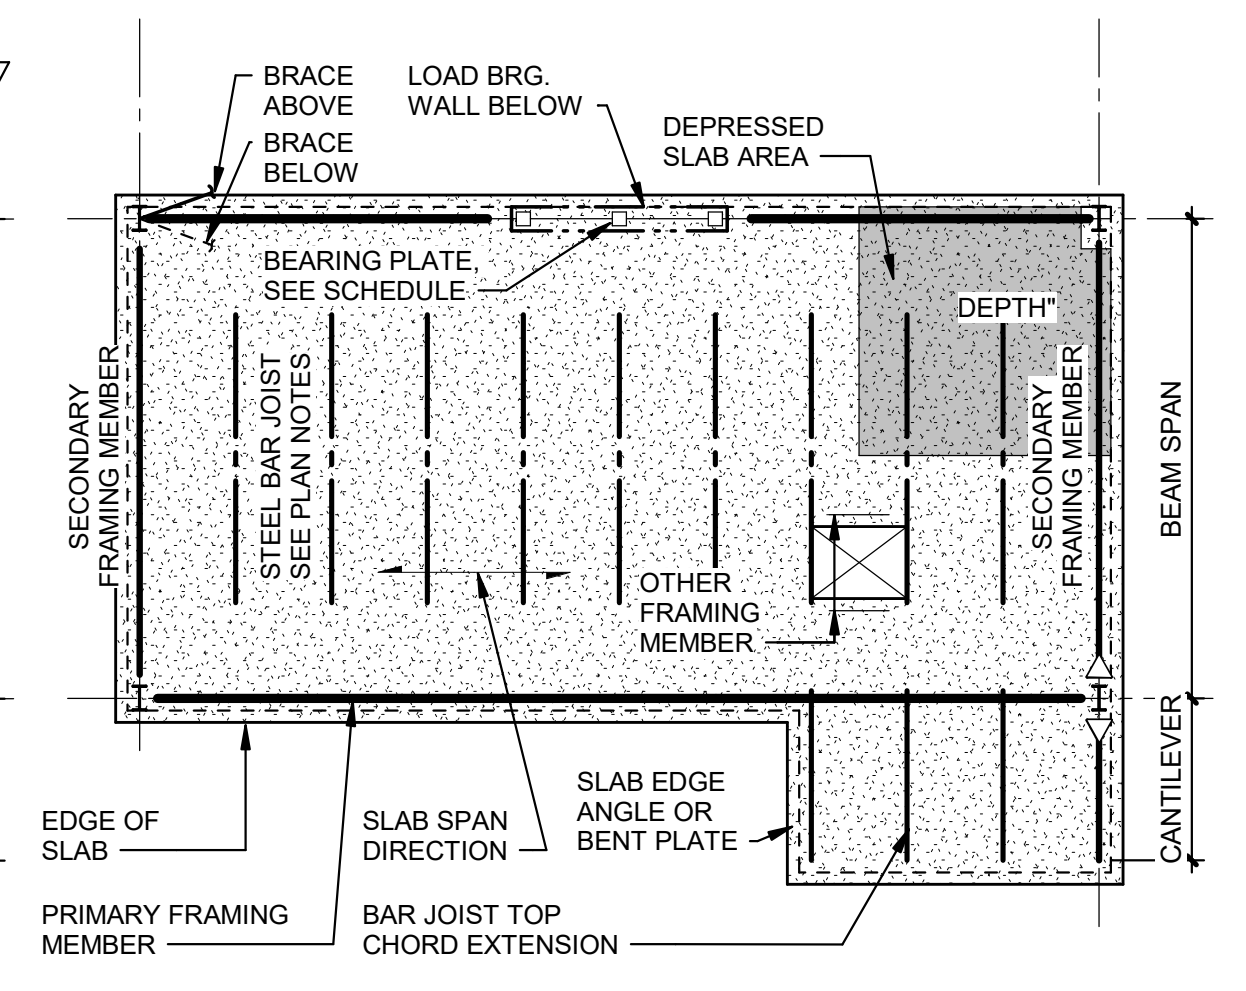 BRACE
ABOVE
LOAD BRG.
WALL BELOW
DEPRESSED
SLAB AREA
BRACE
BELOW
BEARING PLATE,
SEE SCHEDULE
DEPTH"
SECONDARY
FRAMING MEMBER
STEEL BAR JOIST
SEE PLAN NOTES
SECONDARY
FRAMING MEMBER
BEAM SPAN
OTHER
FRAMING
MEMBER
CANTILEVER
EDGE OF
SLAB
SLAB SPAN
DIRECTION
SLAB EDGE
ANGLE OR
BENT PLATE
PRIMARY FRAMING
MEMBER
BAR JOIST TOP
CHORD EXTENSION